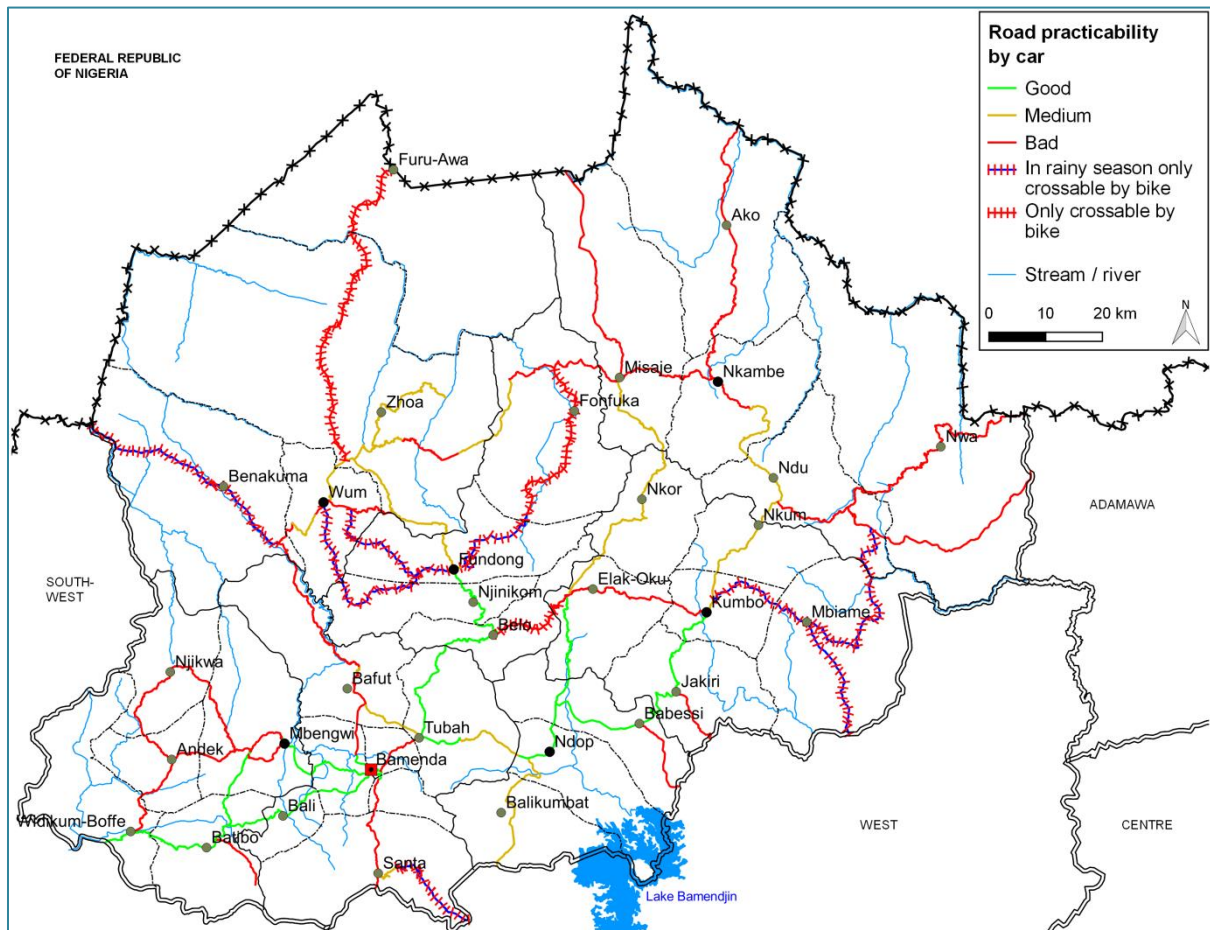 FEDERAL REPUBLIC
OF NIGERIA
Road practicability
by car
Good
Medium
Bad
In rainy season only
crossable by bike
Only crossable by
bike
Stream / river
0 10 20 km
N
Furu-Awa
Ako
Misaje
Nkambe
Zhoa
Fonfuka
Nwa
Benakuma
Wum
Ndu
Nkor
Nkum
ADAMAWA
Fundong
SOUTH-
WEST
Njinikom
Elak-Oku
Kumbo
Mbiame
Belo
Njikwa
Bafut
Jakiri
Babessi
Tubah
Mbengwi
Ndop
Andek
Bamenda
Bali
Balikumbat
Widikum-Boffe
Batibo
WEST
CENTRE
Santa
Lake Bamendjin